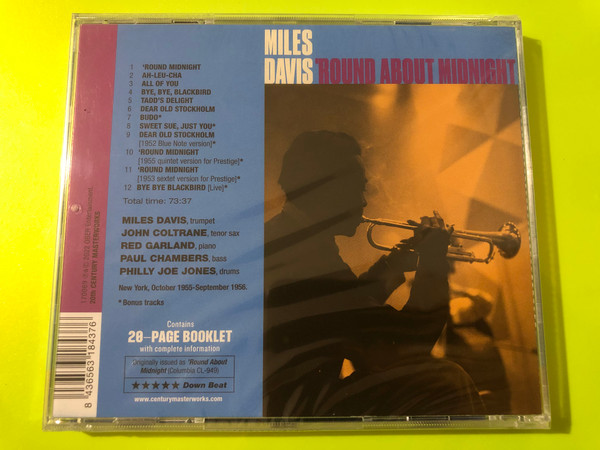 MILES
DAVIS 'ROUND ABOUT MIDNIGHT
1 'ROUND MIDNIGHT
2 AH-LEU-CHA
3 ALL OF YOU
4 BYE, BYE, BLACKBIRD
5 TADD'S DELIGHT
6 DEAR OLD STOCKHOLM
7 BUDO*
8 SWEET SUE, JUST YOU*
9 DEAR OLD STOCKHOLM
[1952 Blue Note version]*
10 'ROUND MIDNIGHT
[1955 quintet version for Prestige]*
11 'ROUND MIDNIGHT
[1953 sextet version for Prestige]*
12 BYE BYE BLACKBIRD [Live]*
Total time: 73:37
MILES DAVIS, trumpet
JOHN COLTRANE, tenor sax
RED GARLAND, piano
PAUL CHAMBERS, bass
PHILLY JOE JONES, drums
New York, October 1955-September 1956.
*Bonus tracks
Contains
20-PAGE BOOKLET
with complete information
Originally issued as 'Round About
Midnight (Columbia CL-949)
★★★★★ Down Beat
www.centurymasterworks.com
8 436563 184376
20th CENTURY MASTERWORKS